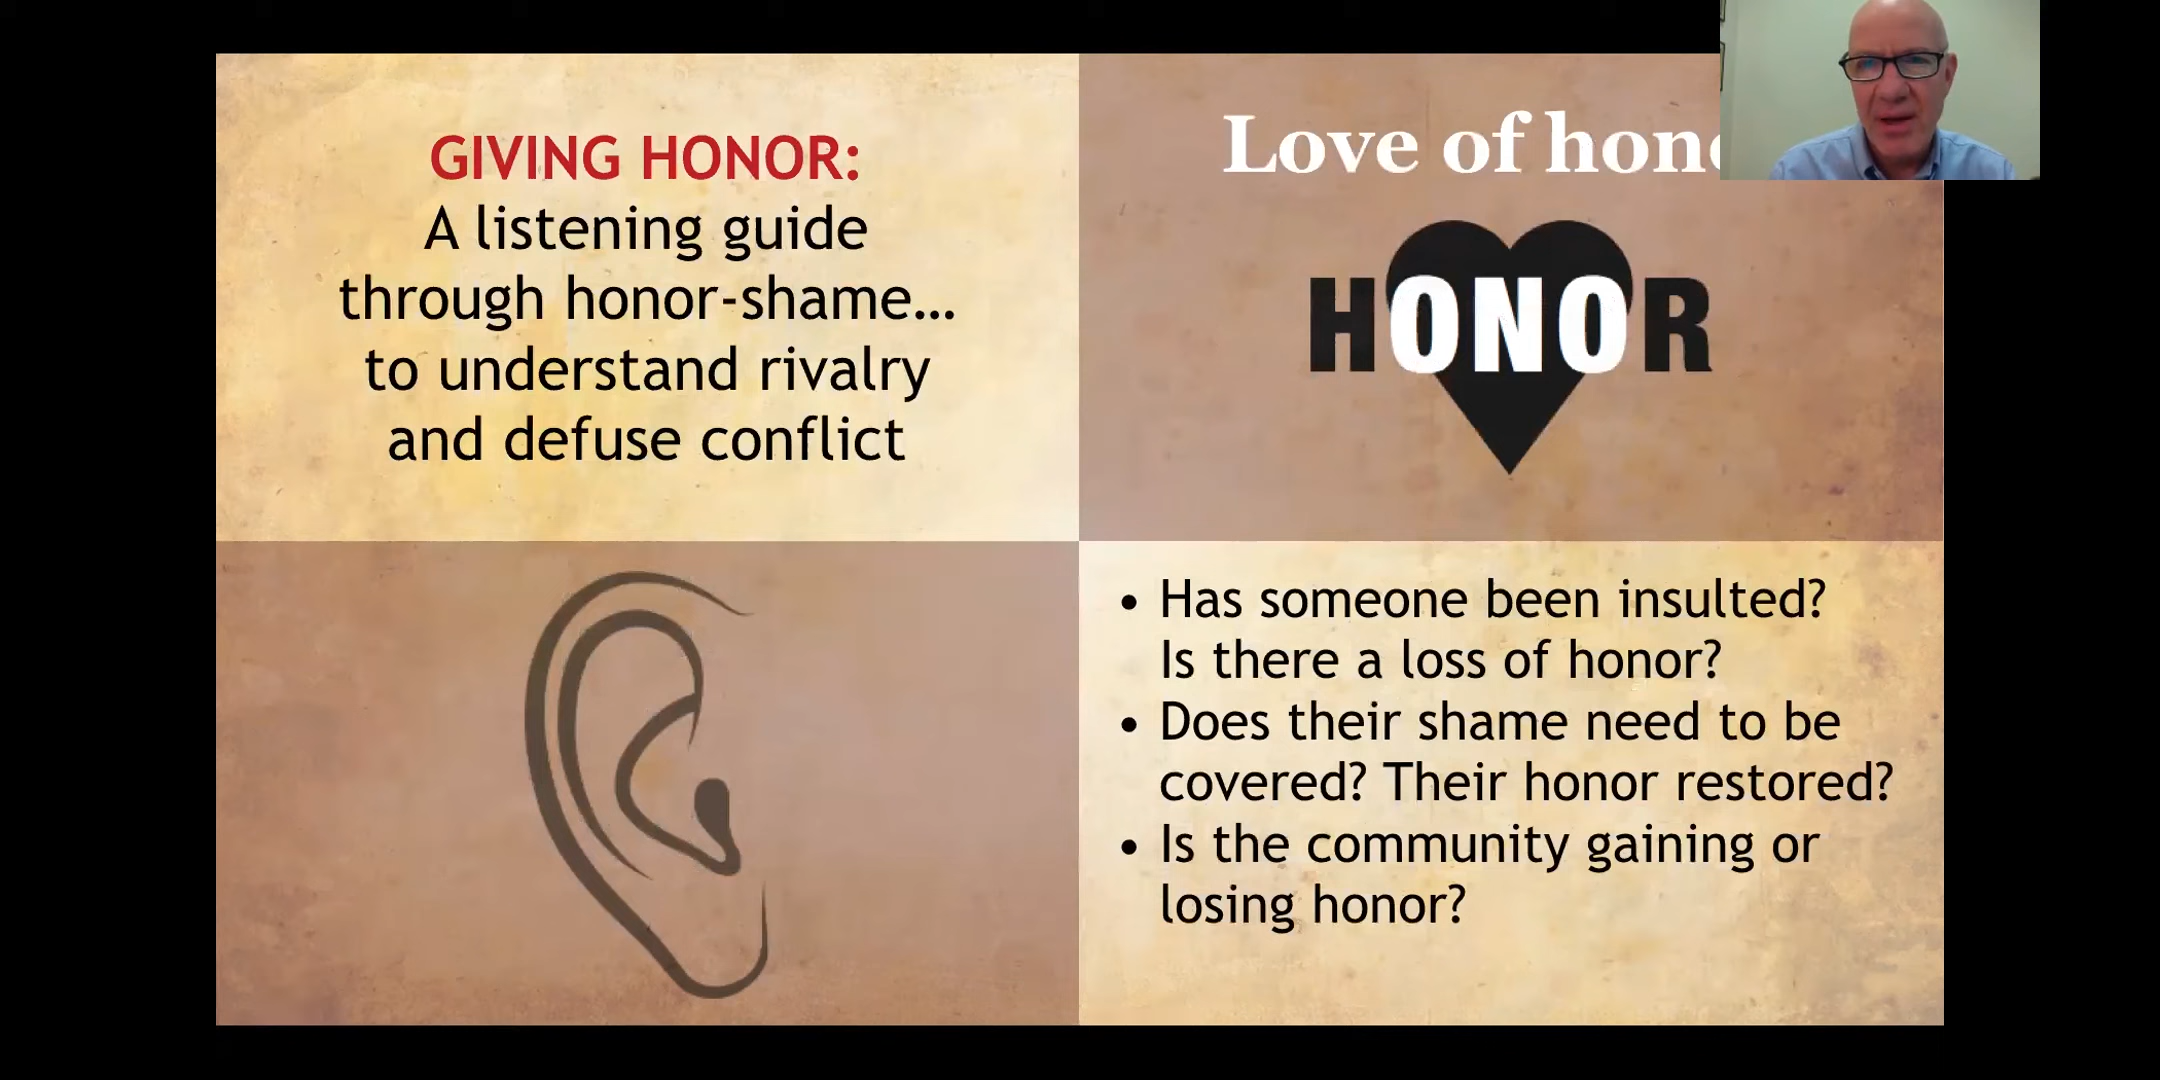 GIVING HONOR:
A listening guide
through honor-shame…
to understand rivalry
and defuse conflict
Love of
HONOR
• Has someone been insulted?
Is there a loss of honor?
• Does their shame need to be
covered? Their honor restored?
• Is the community gaining or
losing honor?